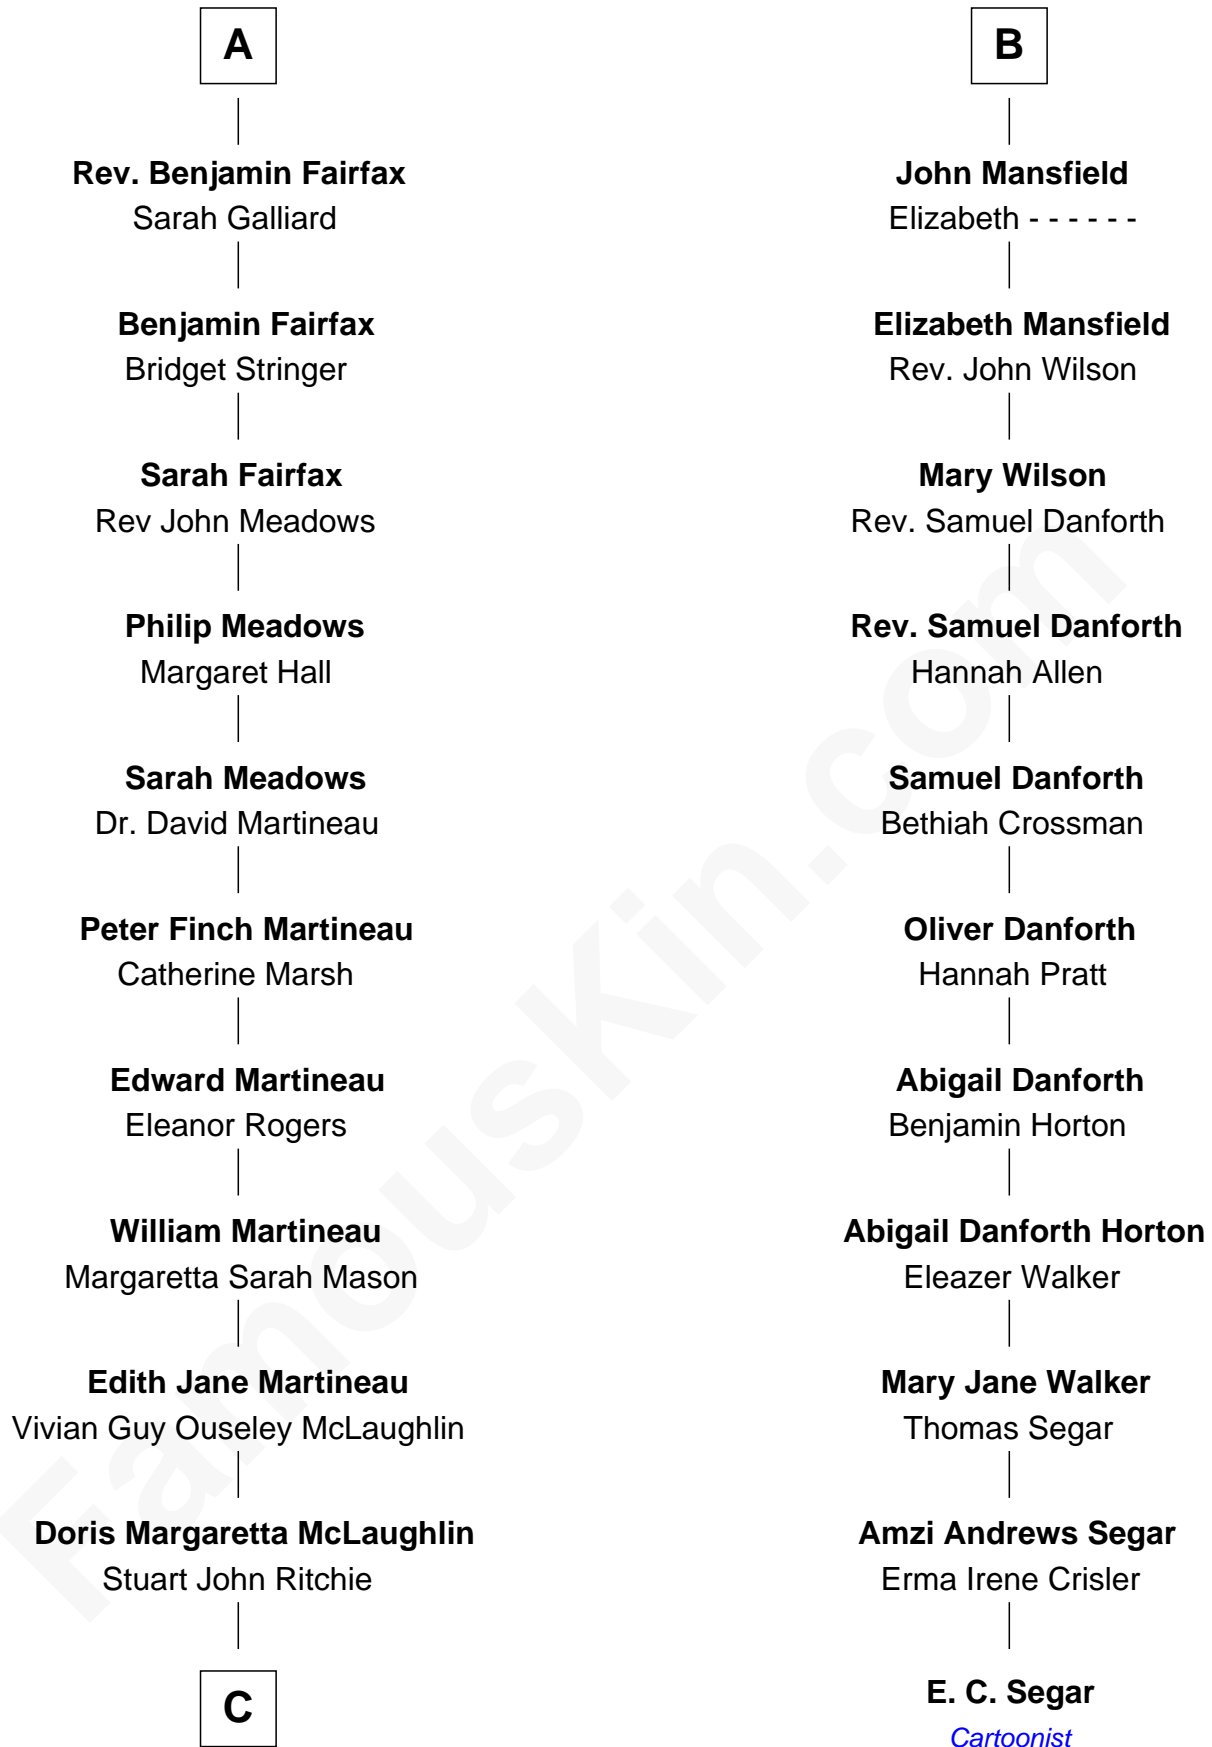 A
Rev. Benjamin Fairfax
Sarah Galliard
Benjamin Fairfax
Bridget Stringer
Sarah Fairfax
Rev John Meadows
Philip Meadows
Margaret Hall
Sarah Meadows
Dr. David Martineau
Peter Finch Martineau
Catherine Marsh
Edward Martineau
Eleanor Rogers
William Martineau
Margaretta Sarah Mason
Edith Jane Martineau
Vivian Guy Ouseley McLaughlin
Doris Margaretta McLaughlin
Stuart John Ritchie
C
B
John Mansfield
Elizabeth - - - - - -
Elizabeth Mansfield
Rev. John Wilson
Mary Wilson
Rev. Samuel Danforth
Rev. Samuel Danforth
Hannah Allen
Samuel Danforth
Bethiah Crossman
Oliver Danforth
Hannah Pratt
Abigail Danforth
Benjamin Horton
Abigail Danforth Horton
Eleazer Walker
Mary Jane Walker
Thomas Segar
Amzi Andrews Segar
Erma Irene Crisler
E. C. Segar
Cartoonist
FamousKin.com